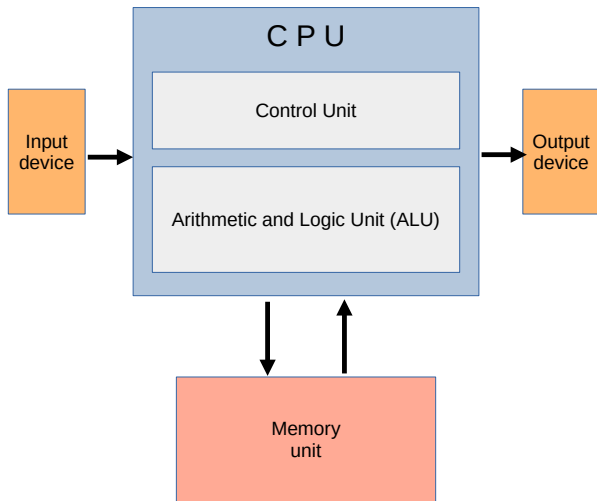 C P U
Control Unit
Input
device
Output
device
Arithmetic and Logic Unit (ALU)
Memory
unit